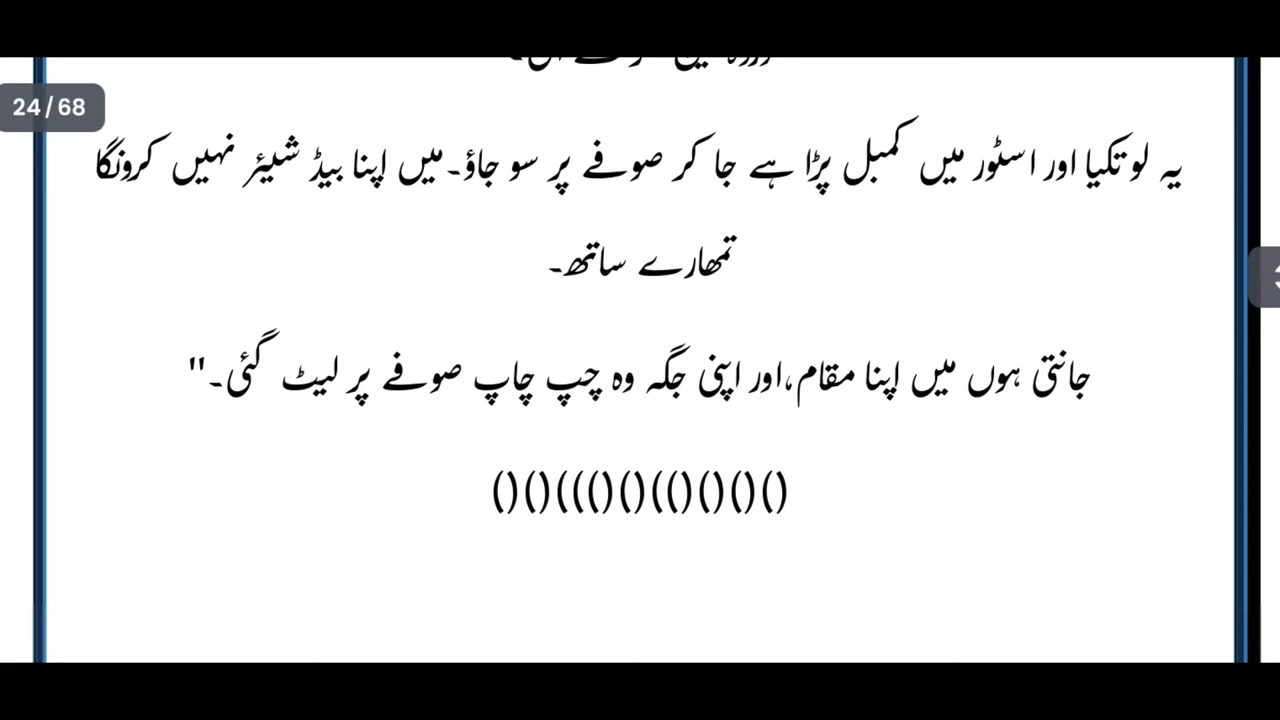 24/68
یہ لو تکیا اور اسٹور میں کمبل پڑا ہے جا کر صوفے پر سو جاؤ۔میں اپنا بیڈ شیئر نہیں کرونگا
تمھارے ساتھ۔
جانتی ہوں میں اپنا مقام،اور اپنی جگہ وہ چپ چاپ صوفے پر لیٹ گئی۔"
()()()(()()((()()